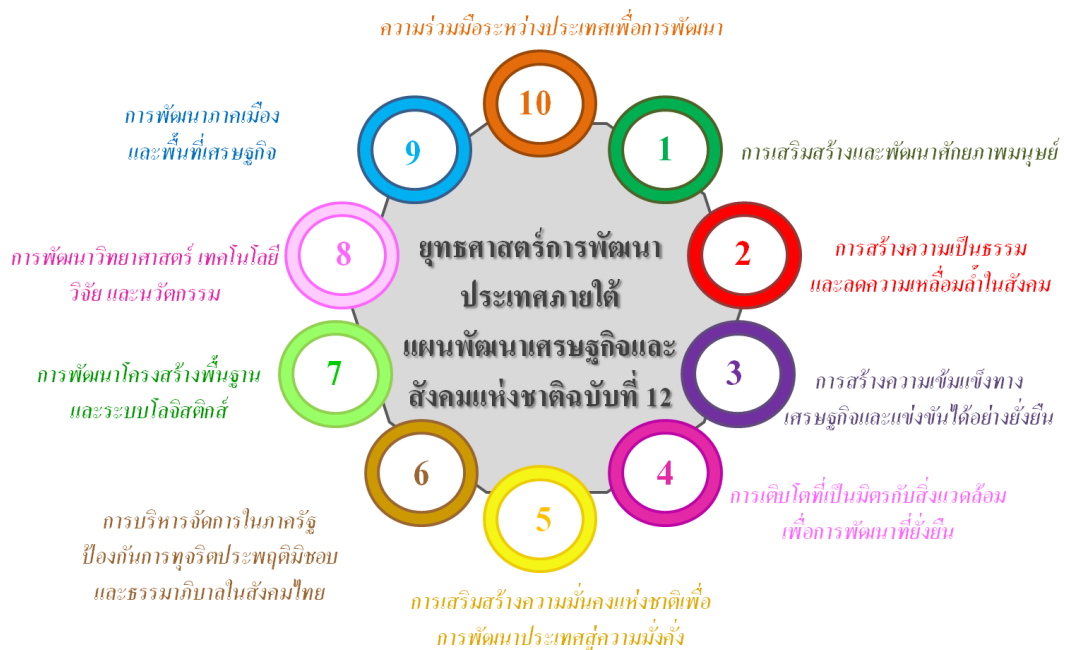 ความร่วมมือระหว่างประเทศเพื่อการพัฒนา
10
1
การเสริมสร้างและพัฒนาศักยภาพมนุษย์
2
การสร้างความเป็นธรรม
และลดความเหลื่อมล้ำในสังคม
3
การสร้างความเข้มแข็งทาง
เศรษฐกิจและแข่งขันได้อย่างยั่งยืน
4
การเติบโตที่เป็นมิตรกับสิ่งแวดล้อม
เพื่อการพัฒนาที่ยั่งยืน
5
การเสริมสร้างความมั่นคงแห่งชาติเพื่อ
การพัฒนาประเทศสู่ความมั่งคั่ง
6
การบริหารจัดการในภาครัฐ
ป้องกันการทุจริตประพฤติมิชอบ
และธรรมาภิบาลในสังคมไทย
7
การพัฒนาโครงสร้างพื้นฐาน
และระบบโลจิสติกส์
8
การพัฒนาวิทยาศาสตร์ เทคโนโลยี
วิจัย และนวัตกรรม
9
การพัฒนาภาคเมือง
และพื้นที่เศรษฐกิจ
ยุทธศาสตร์การพัฒนา
ประเทศภายใต้
แผนพัฒนาเศรษฐกิจและ
สังคมแห่งชาติฉบับที่ 12